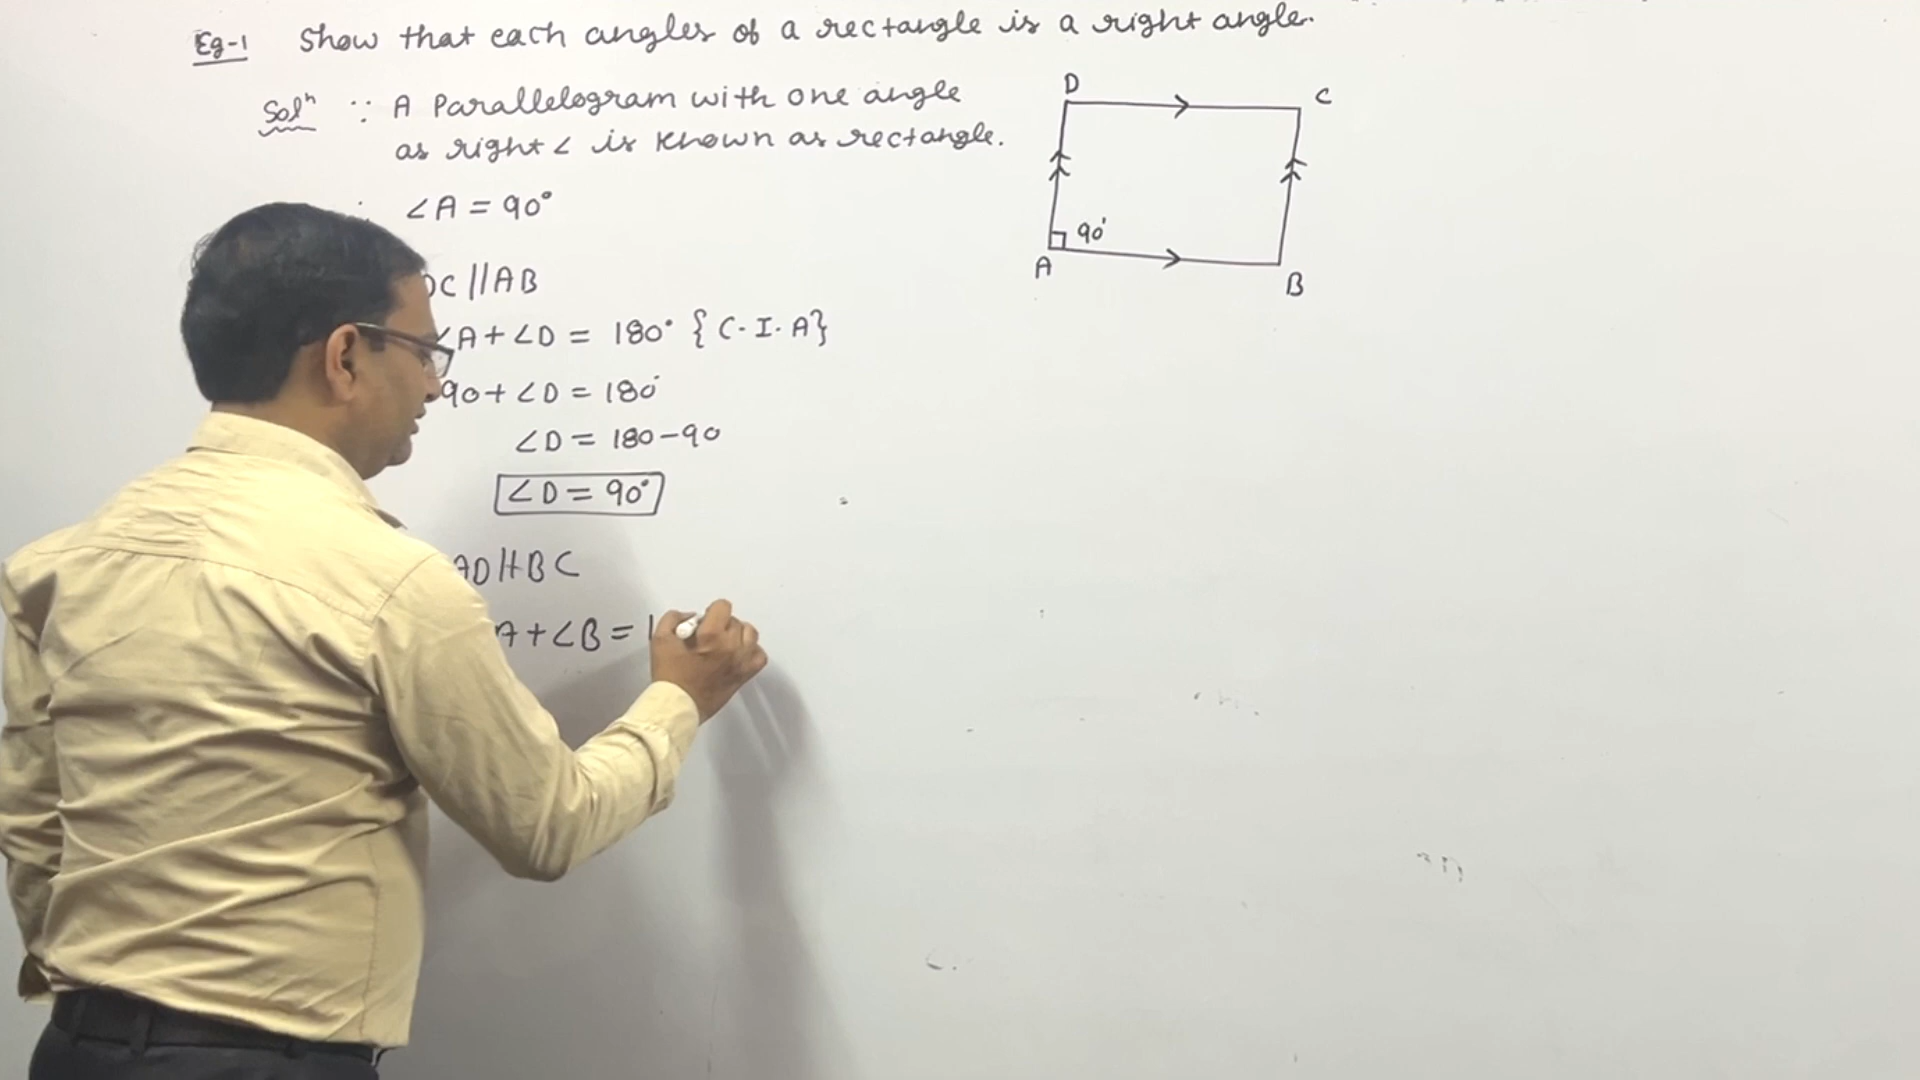 Eg-1 Show that each angles of a rectangle is a right angle.
Solⁿ ∵ A Parallelogram with one angle
as right ∠ is known as rectangle.
∠A = 90°
DC // AB
∠A + ∠D = 180° { C. I. A}
90 + ∠D = 180°
∠D = 180 - 90
∠D = 90°
AD // BC
A + ∠B = 1
D
C
90°
A
B